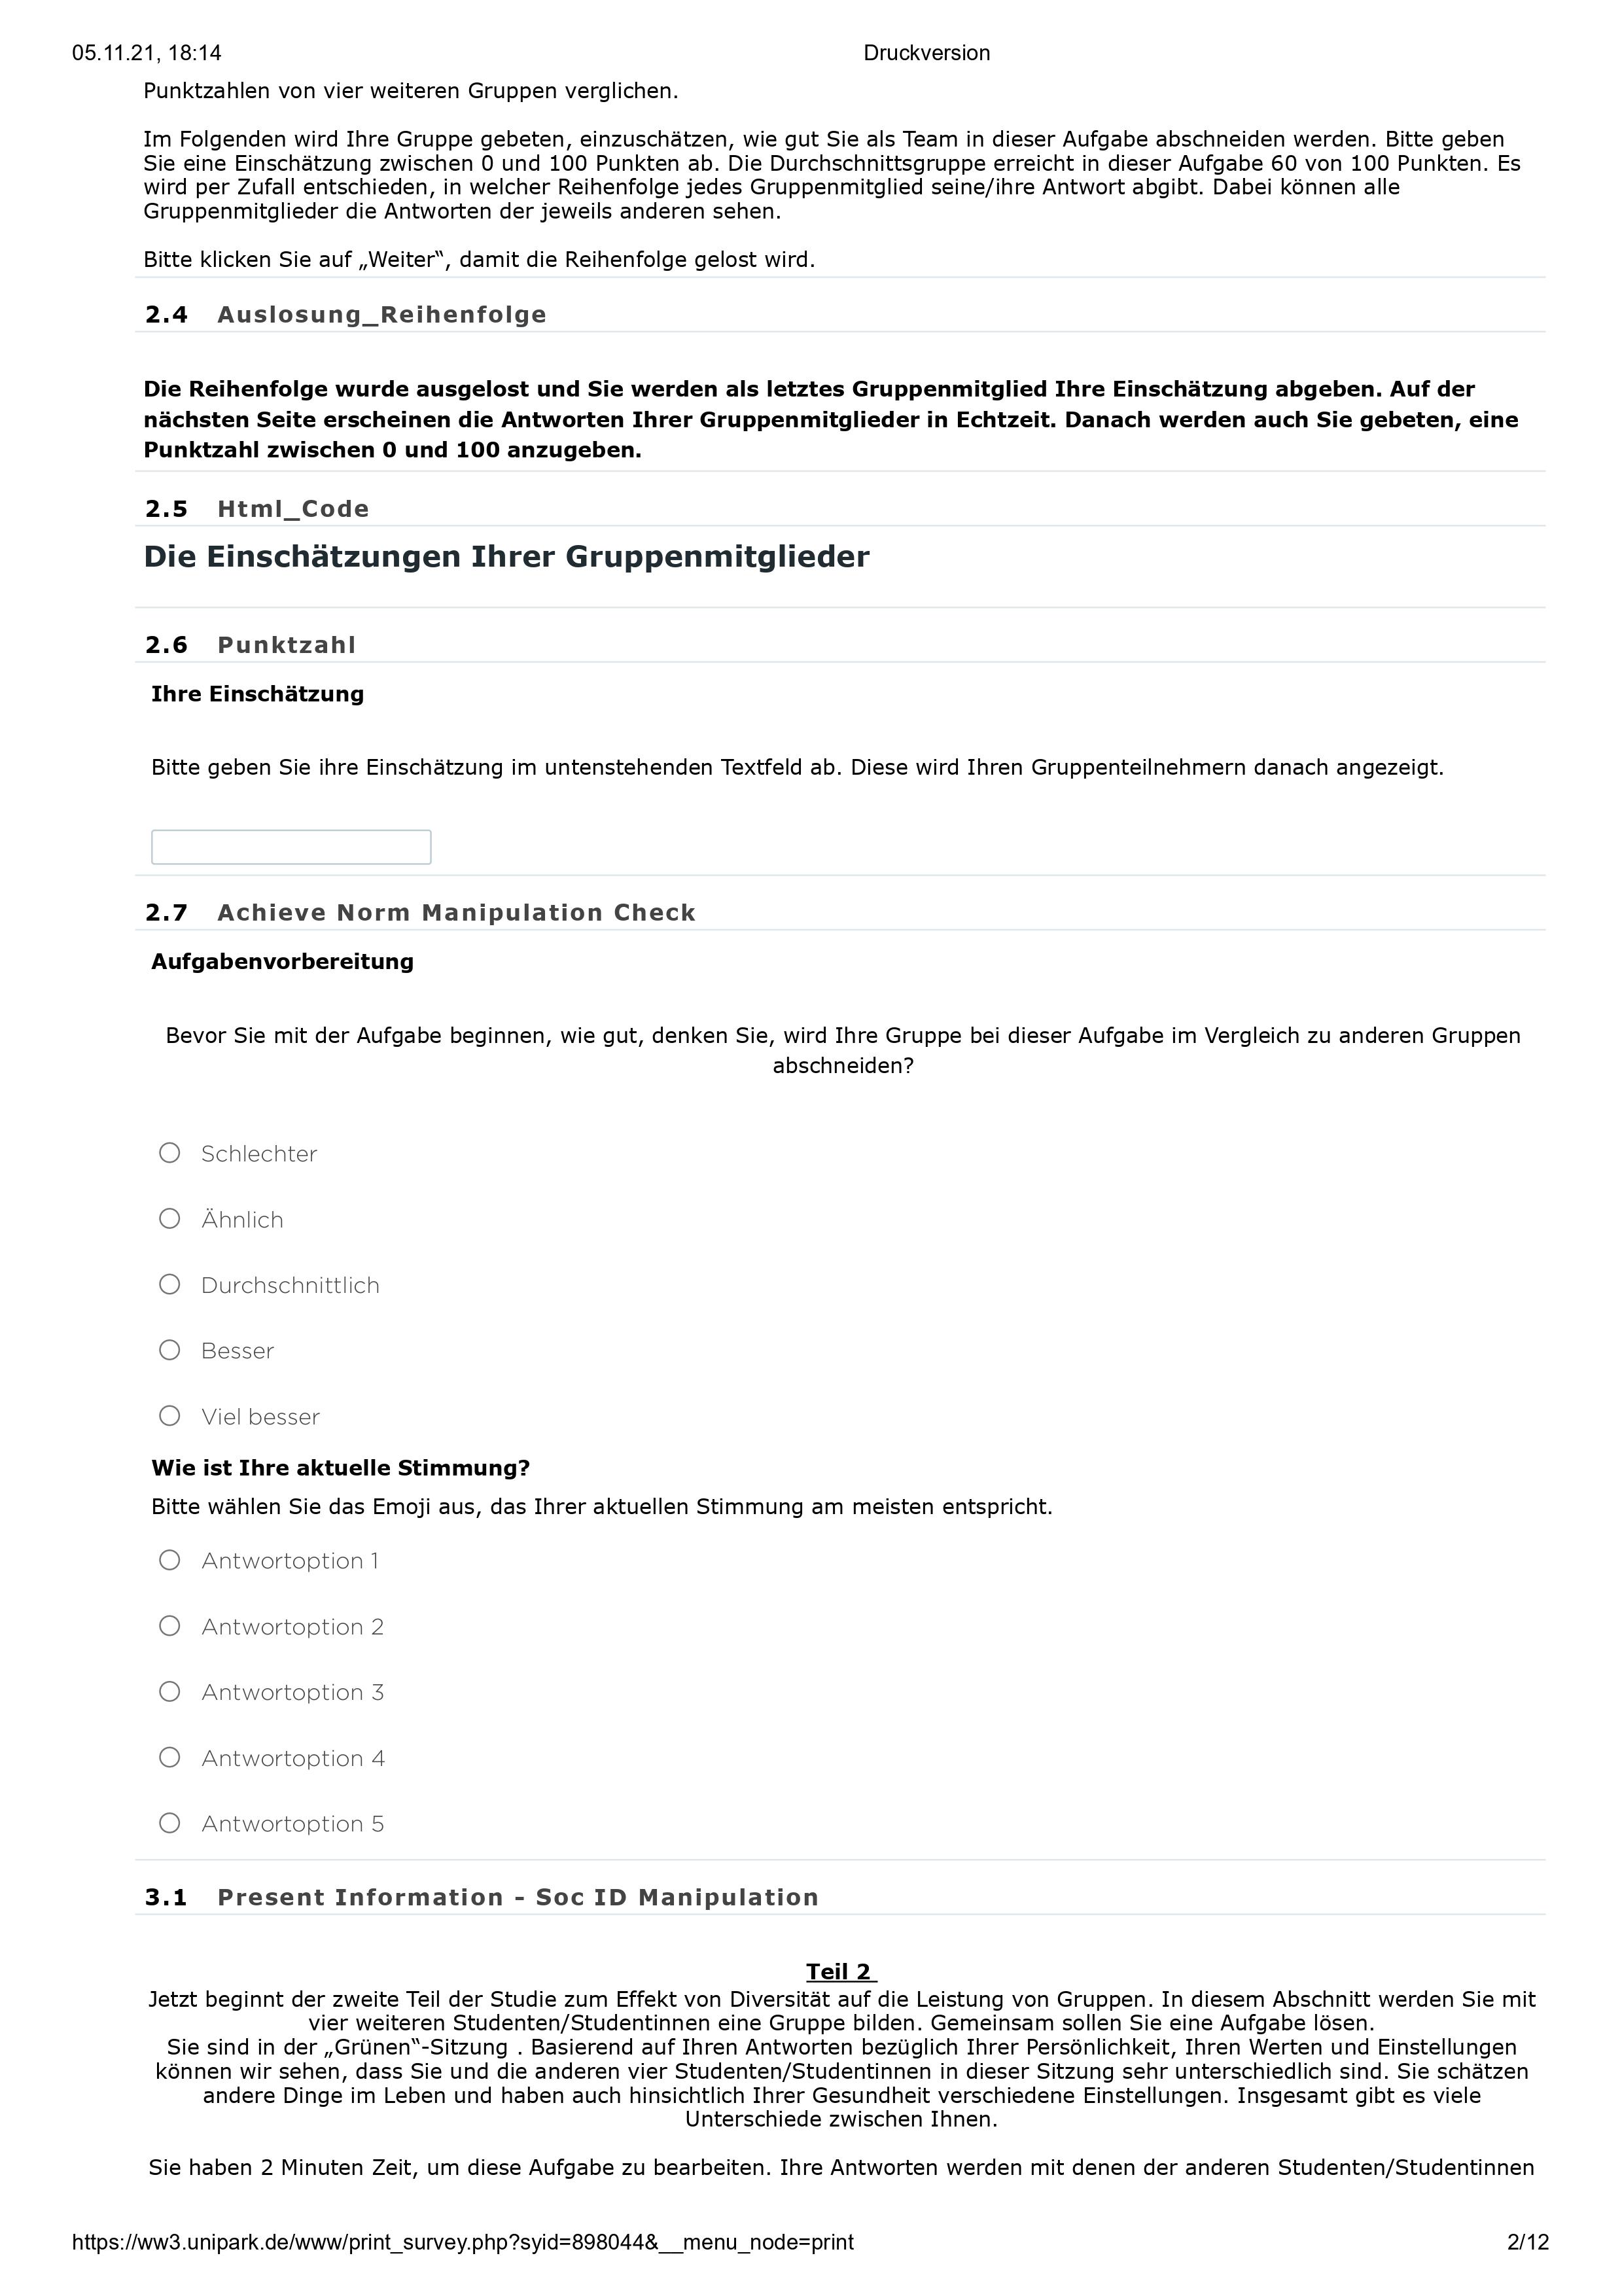 05.11.21, 18:14 Druckversion
Punktzahlen von vier weiteren Gruppen verglichen.
Im Folgenden wird Ihre Gruppe gebeten, einzuschätzen, wie gut Sie als Team in dieser Aufgabe abschneiden werden. Bitte geben
Sie eine Einschätzung zwischen 0 und 100 Punkten ab. Die Durchschnittsgruppe erreicht in dieser Aufgabe 60 von 100 Punkten. Es
wird per Zufall entschieden, in welcher Reihenfolge jedes Gruppenmitglied seine/ihre Antwort abgibt. Dabei können alle
Gruppenmitglieder die Antworten der jeweils anderen sehen.
Bitte klicken Sie auf „Weiter“, damit die Reihenfolge gelost wird.
2.4 Auslosung_Reihenfolge
Die Reihenfolge wurde ausgelost und Sie werden als letztes Gruppenmitglied Ihre Einschätzung abgeben. Auf der
nächsten Seite erscheinen die Antworten Ihrer Gruppenmitglieder in Echtzeit. Danach werden auch Sie gebeten, eine
Punktzahl zwischen 0 und 100 anzugeben.
2.5 Html_Code
Die Einschätzungen Ihrer Gruppenmitglieder
2.6 Punktzahl
Ihre Einschätzung
Bitte geben Sie ihre Einschätzung im untenstehenden Textfeld ab. Diese wird Ihren Gruppenteilnehmern danach angezeigt.
2.7 Achieve Norm Manipulation Check
Aufgabenvorbereitung
Bevor Sie mit der Aufgabe beginnen, wie gut, denken Sie, wird Ihre Gruppe bei dieser Aufgabe im Vergleich zu anderen Gruppen
abschneiden?
Schlechter
Ähnlich
Durchschnittlich
Besser
Viel besser
Wie ist Ihre aktuelle Stimmung?
Bitte wählen Sie das Emoji aus, das Ihrer aktuellen Stimmung am meisten entspricht.
Antwortoption 1
Antwortoption 2
Antwortoption 3
Antwortoption 4
Antwortoption 5
3.1 Present Information - Soc ID Manipulation
Teil 2
Jetzt beginnt der zweite Teil der Studie zum Effekt von Diversität auf die Leistung von Gruppen. In diesem Abschnitt werden Sie mit
vier weiteren Studenten/Studentinnen eine Gruppe bilden. Gemeinsam sollen Sie eine Aufgabe lösen.
Sie sind in der „Grünen“-Sitzung . Basierend auf Ihren Antworten bezüglich Ihrer Persönlichkeit, Ihren Werten und Einstellungen
können wir sehen, dass Sie und die anderen vier Studenten/Studentinnen in dieser Sitzung sehr unterschiedlich sind. Sie schätzen
andere Dinge im Leben und haben auch hinsichtlich Ihrer Gesundheit verschiedene Einstellungen. Insgesamt gibt es viele
Unterschiede zwischen Ihnen.
Sie haben 2 Minuten Zeit, um diese Aufgabe zu bearbeiten. Ihre Antworten werden mit denen der anderen Studenten/Studentinnen
https://ww3.unipark.de/www/print_survey.php?syid=898044&__menu_node=print 2/12